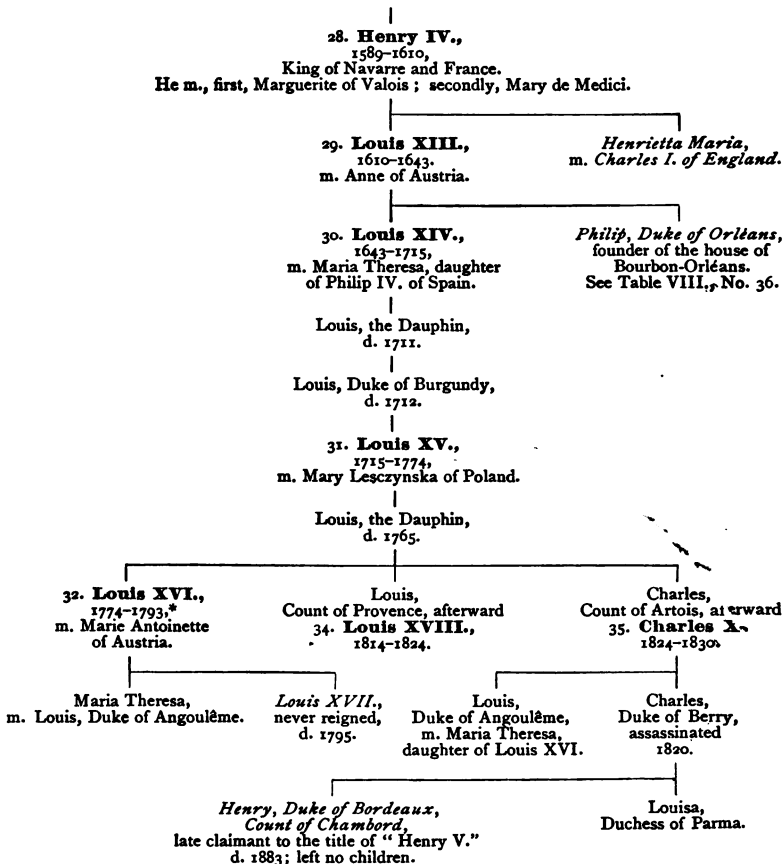 28. Henry IV.,
1589–1610,
King of Navarre and France.
He m., first, Marguerite of Valois ; secondly, Mary de Medici.
29. Louis XIII.,
1610–1643.
m. Anne of Austria.
Henrietta Maria,
m. Charles I. of England.
30. Louis XIV.,
1643–1715,
m. Maria Theresa, daughter
of Philip IV. of Spain.
Philip, Duke of Orléans,
founder of the house of
Bourbon-Orléans.
See Table VIII., No. 36.
Louis, the Dauphin,
d. 1711.
Louis, Duke of Burgundy,
d. 1712.
31. Louis XV.,
1715–1774,
m. Mary Lesczynska of Poland.
Louis, the Dauphin,
d. 1765.
32. Louis XVI.,
1774–1793,*
m. Marie Antoinette
of Austria.
Louis,
Count of Provence, afterward
34. Louis XVIII.,
1814–1824.
Charles,
Count of Artois, afterward
35. Charles X.
1824–1830.
Maria Theresa,
m. Louis, Duke of Angoulême.
Louis XVII.,
never reigned,
d. 1795.
Louis,
Duke of Angoulême,
m. Maria Theresa,
daughter of Louis XVI.
Charles,
Duke of Berry,
assassinated
1820.
Henry, Duke of Bordeaux,
Count of Chambord,
late claimant to the title of “ Henry V.”
d. 1883 ; left no children.
Louisa,
Duchess of Parma.